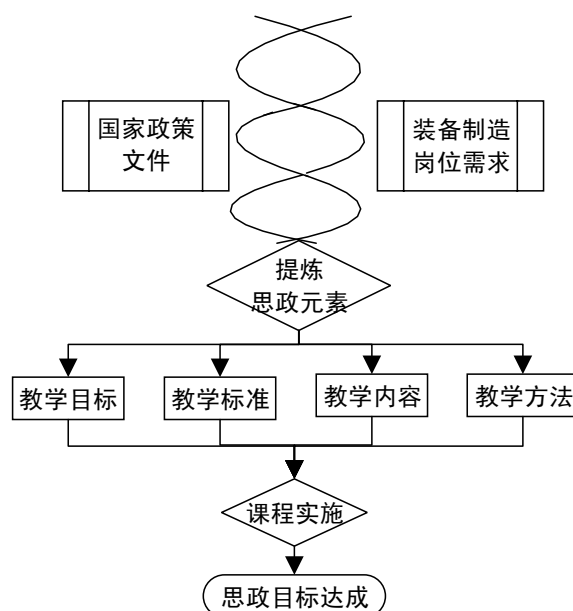 国家政策
文件
装备制造
岗位需求
提炼
思政元素
教学目标
教学标准
教学内容
教学方法
课程实施
思政目标达成